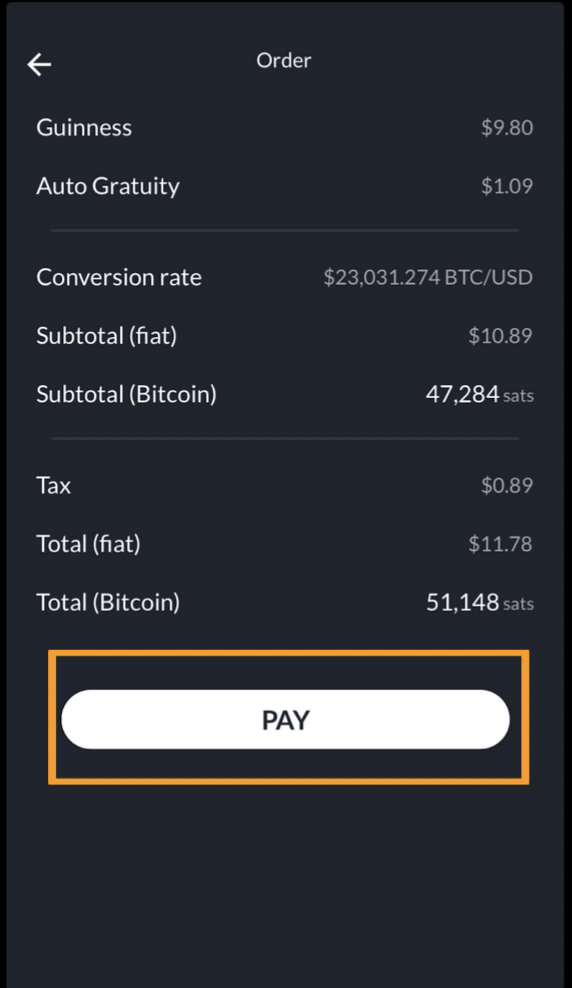 Order
Guinness $9.80
Auto Gratuity $1.09
Conversion rate $23,031.274 BTC/USD
Subtotal (fiat) $10.89
Subtotal (Bitcoin) 47,284 sats
Tax $0.89
Total (fiat) $11.78
Total (Bitcoin) 51,148 sats
PAY